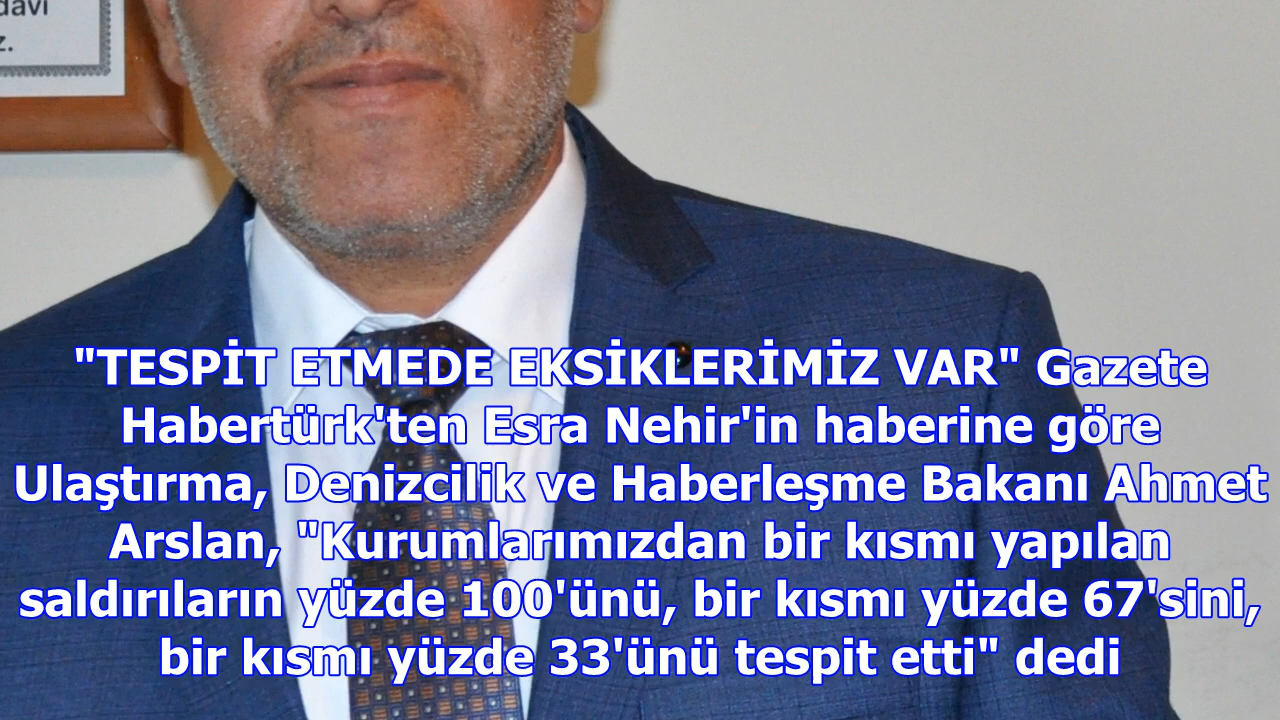 davi
z.
"TESPİT ETMEDE EKSİKLERİMİZ VAR" Gazete
Habertürk'ten Esra Nehir'in haberine göre
Ulaştırma, Denizcilik ve Haberleşme Bakanı Ahmet
Arslan, "Kurumlarımızdan bir kısmı yapılan
saldırıların yüzde 100'ünü, bir kısmı yüzde 67'sini,
bir kısmı yüzde 33'ünü tespit etti" dedi